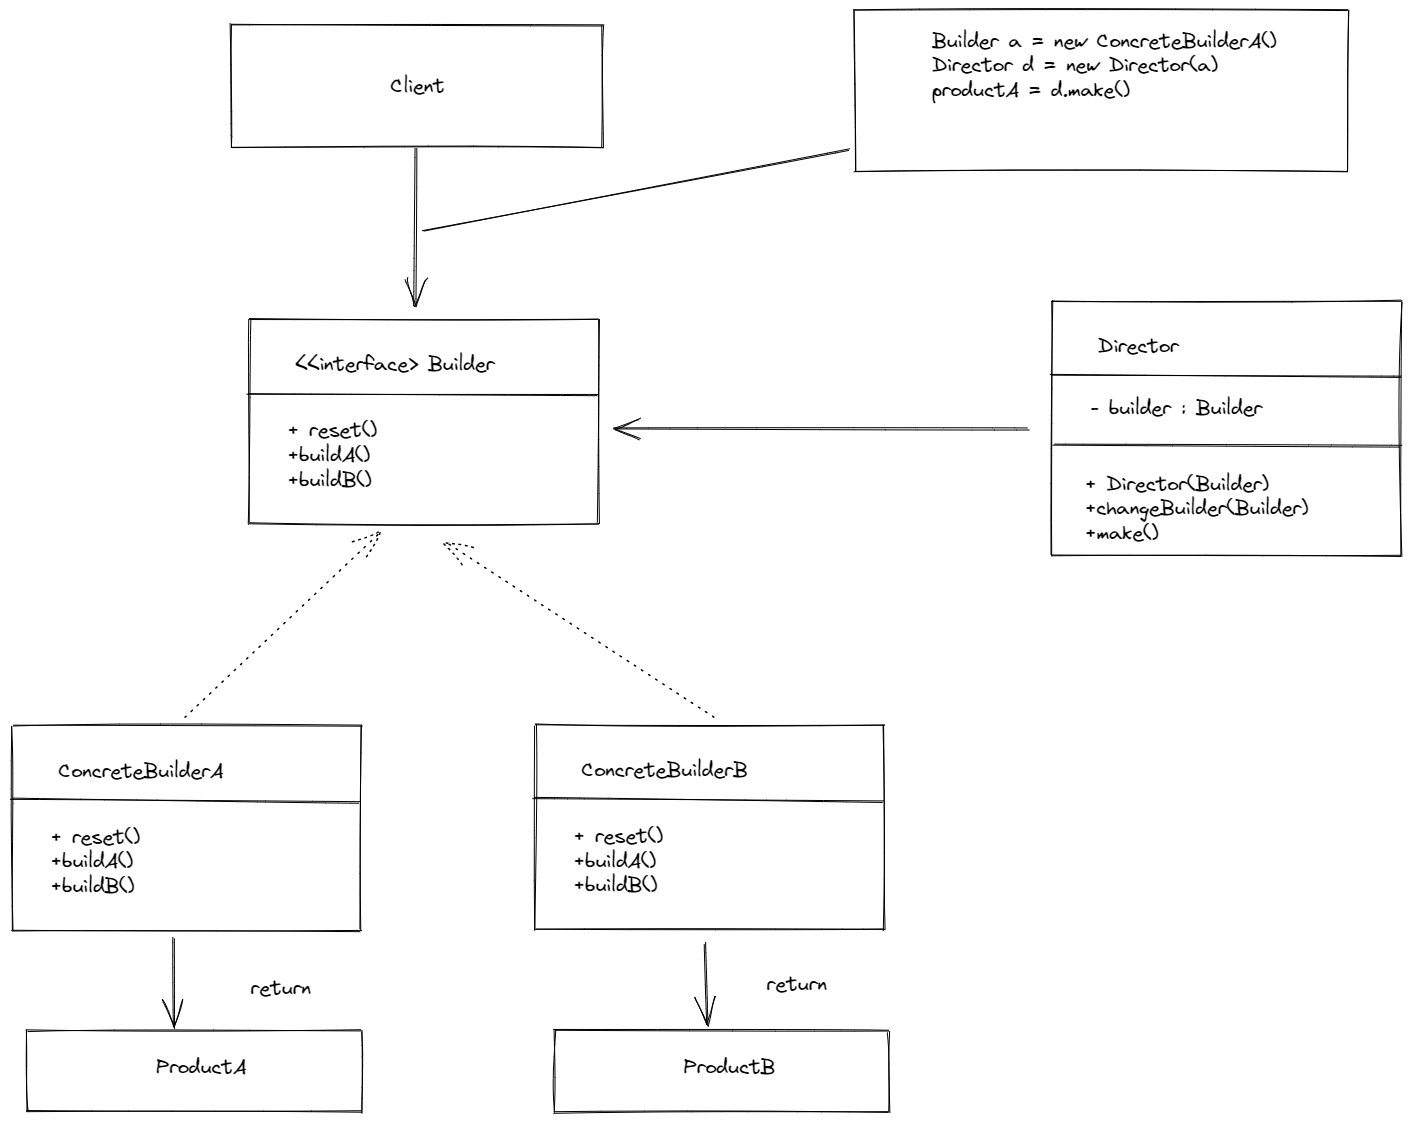 Client
Builder a = new ConcreteBuilderA()
Director d = new Director(a)
productA = d.make()
<<interface> Builder
+ reset()
+buildA()
+buildB()
Director
- builder : Builder
+ Director(Builder)
+changeBuilder(Builder)
+make()
ConcreteBuilderA
+ reset()
+buildA()
+buildB()
ConcreteBuilderB
+ reset()
+buildA()
+buildB()
return
return
ProductA
ProductB